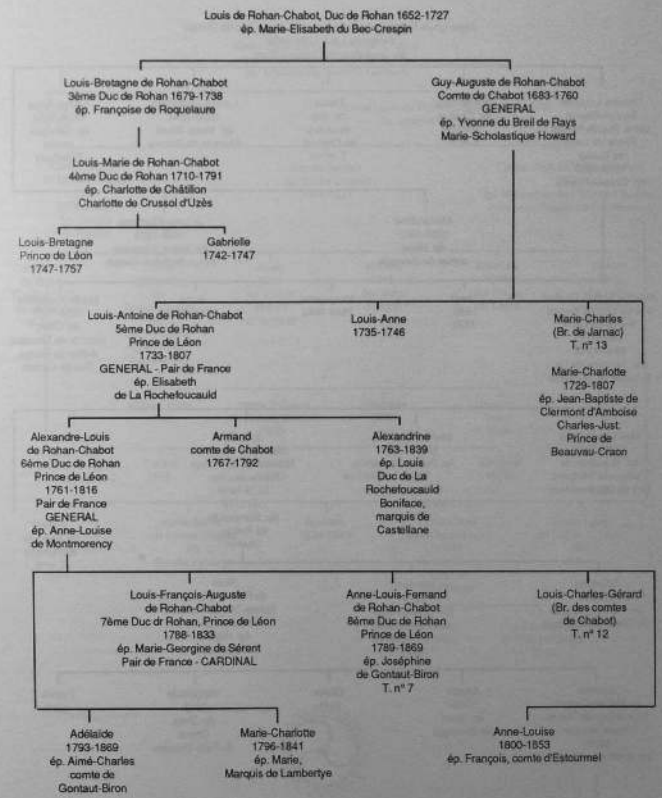 Louis de Rohan-Chabot, Duc de Rohan 1652-1727
ép. Marie-Elisabeth du Bec-Crespin
Louis-Bretagne de Rohan-Chabot
3ème Duc de Rohan 1679-1738
ép. Françoise de Roquelaure
Guy-Auguste de Rohan-Chabot
Comte de Chabot 1683-1760
GENERAL
ép. Yvonne du Breil de Rays
Marie-Scholastique Howard
Louis-Marie de Rohan-Chabot
4ème Duc de Rohan 1710-1791
ép. Charlotte de Châtillon
Charlotte de Crussol d'Uzès
Louis-Bretagne
Prince de Léon
1747-1757
Gabrielle
1742-1747
Louis-Antoine de Rohan-Chabot
5ème Duc de Rohan
Prince de Léon
1733-1807
GENERAL - Pair de France
ép. Elisabeth
de La Rochefoucauld
Louis-Anne
1735-1746
Marie-Charles
(Br. de Jarnac)
T. n° 13
Marie-Charlotte
1729-1807
ép. Jean-Baptiste de
Clermont d'Amboise
Charles-Just
Prince de
Beauvau-Craon
Alexandre-Louis
de Rohan-Chabot
6ème Duc de Rohan
Prince de Léon
1761-1816
Pair de France
GENERAL
ép. Anne-Louise
de Montmorency
Armand
comte de Chabot
1767-1792
Alexandrine
1763-1839
ép. Louis
Duc de La
Rochefoucauld
Boniface,
marquis de
Castellane
Louis-François-Auguste
de Rohan-Chabot
7ème Duc dr Rohan, Prince de Léon
1788-1833
ép. Marie-Georgine de Sérent
Pair de France - CARDINAL
Anne-Louis-Fernand
de Rohan-Chabot
8ème Duc de Rohan
Prince de Léon
1789-1869
ép. Joséphine
de Gontaut-Biron
T. n° 7
Louis-Charles-Gérard
(Br. des comtes
de Chabot)
T. n° 12
Adélaïde
1793-1869
ép. Aimé-Charles
comte de
Gontaut-Biron
Marie-Charlotte
1796-1841
ép. Marie,
Marquis de Lambertye
Anne-Louise
1800-1853
ép. François, comte d'Estourmel